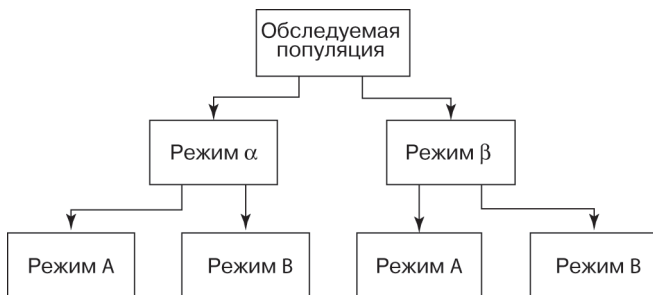 Обследуемая
популяция
Режим α
Режим β
Режим А
Режим В
Режим А
Режим В